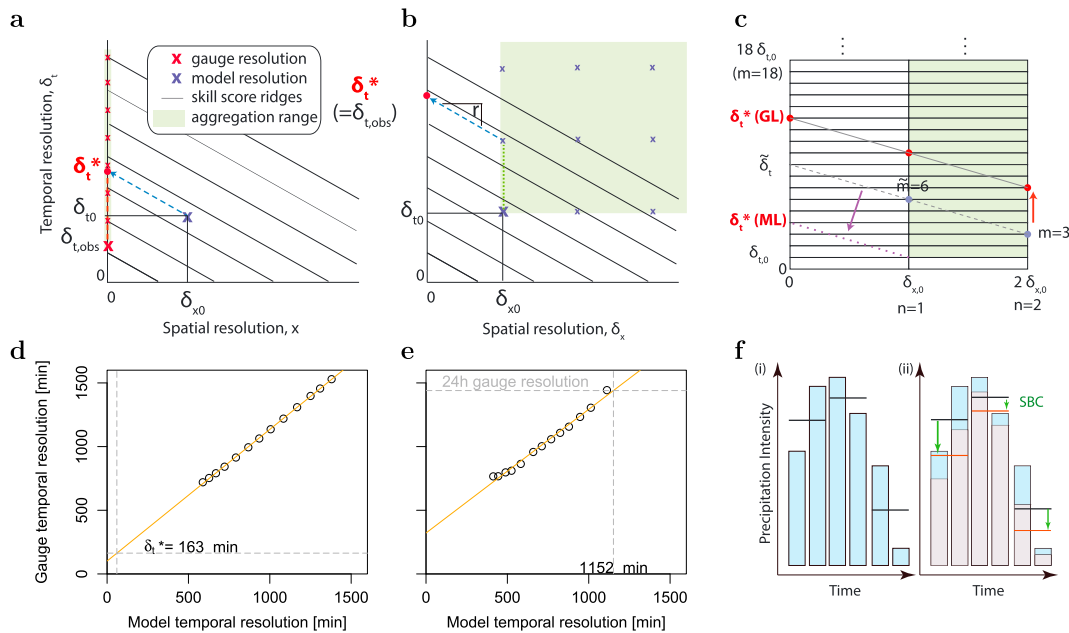 a
b
c
x gauge resolution
x model resolution
skill score ridges
aggregation range
δt*
(=δt,obs)
Temporal resolution, δt
δt*
δt0
δt,obs
0
0
δx0
Spatial resolution, x
r
δt0
0
0
δx0
Spatial resolution, δx
18 δt,0
(m=18)
⋮
⋮
δt* (GL)
δ̃t
m̃=6
δt* (ML)
m=3
δt,0
0
δx,0
2 δx,0
n=1
n=2
d
e
f
Gauge temporal resolution [min]
1500
1000
500
0
δt*= 163 min
0
500
1000
1500
Model temporal resolution [min]
24h gauge resolution
1152 min
0
500
1000
1500
Model temporal resolution [min]
(i)
(ii)
SBC
Precipitation Intensity
Time
Time